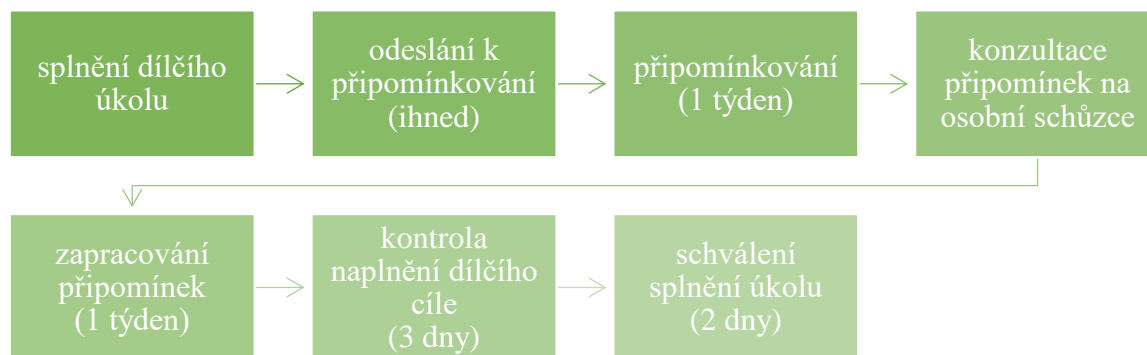 splnění dílčího
úkolu
odeslání k
připomínkování
(ihned)
připomínkování
(1 týden)
konzultace
připomínek na
osobní schůzce
zapracování
připomínek
(1 týden)
kontrola
naplnění dílčího
cíle
(3 dny)
schválení
splnění úkolu
(2 dny)